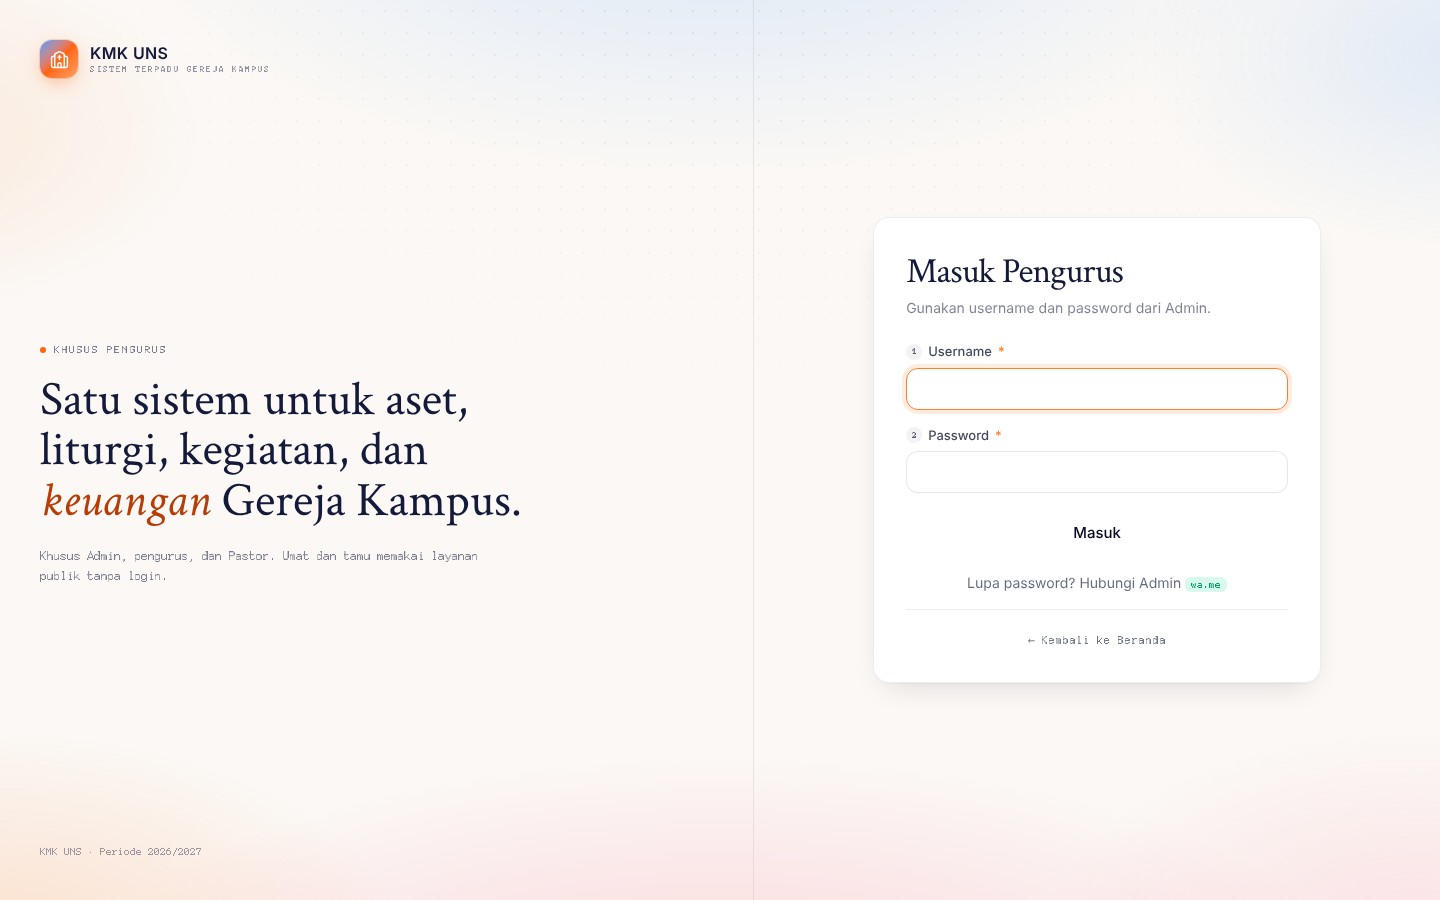 KMK UNS
SISTEM TERPADU GEREJA KAMPUS
KHUSUS PENGURUS
Satu sistem untuk aset,
liturgi, kegiatan, dan
keuangan Gereja Kampus.
Khusus Admin, pengurus, dan Pastor. Umat dan tamu memakai layanan
publik tanpa login.
KMK UNS · Periode 2026/2027
Masuk Pengurus
Gunakan username dan password dari Admin.
1 Username *
2 Password *
Masuk
Lupa password? Hubungi Admin wa.me
← Kembali ke Beranda